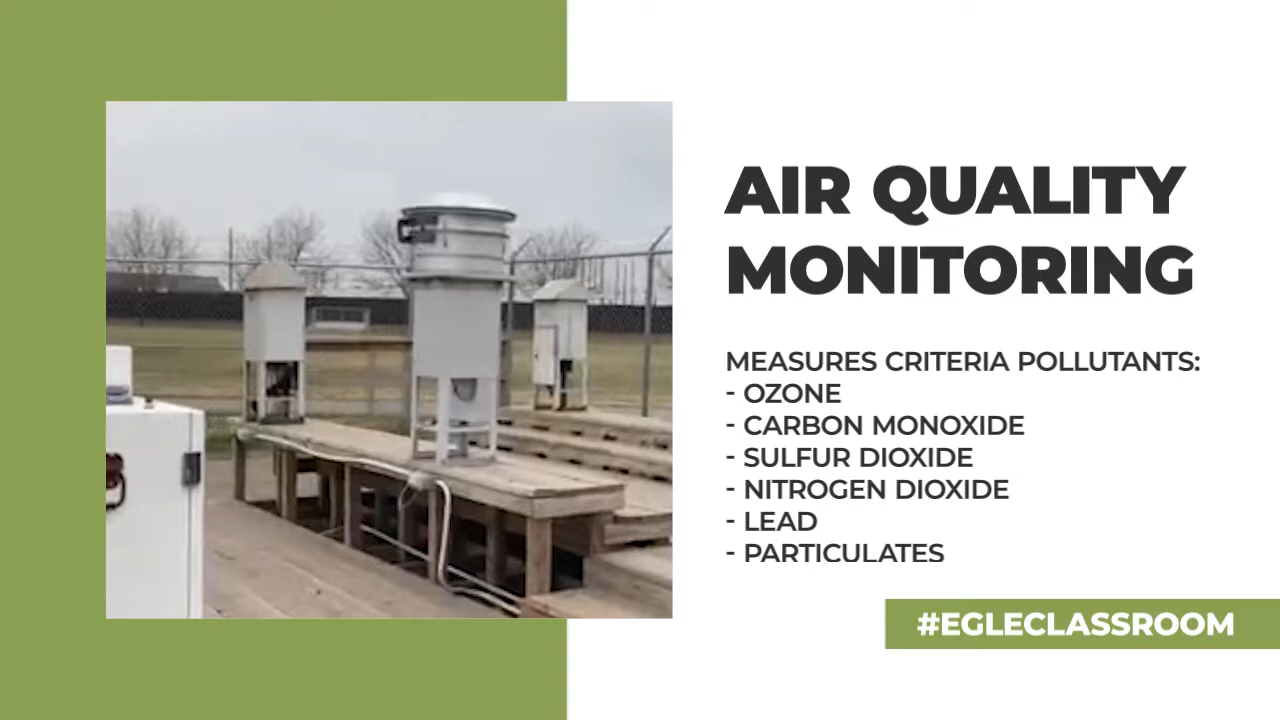 AIR QUALITY
MONITORING
MEASURES CRITERIA POLLUTANTS:
- OZONE
- CARBON MONOXIDE
- SULFUR DIOXIDE
- NITROGEN DIOXIDE
- LEAD
- PARTICULATES
#EGLECLASSROOM